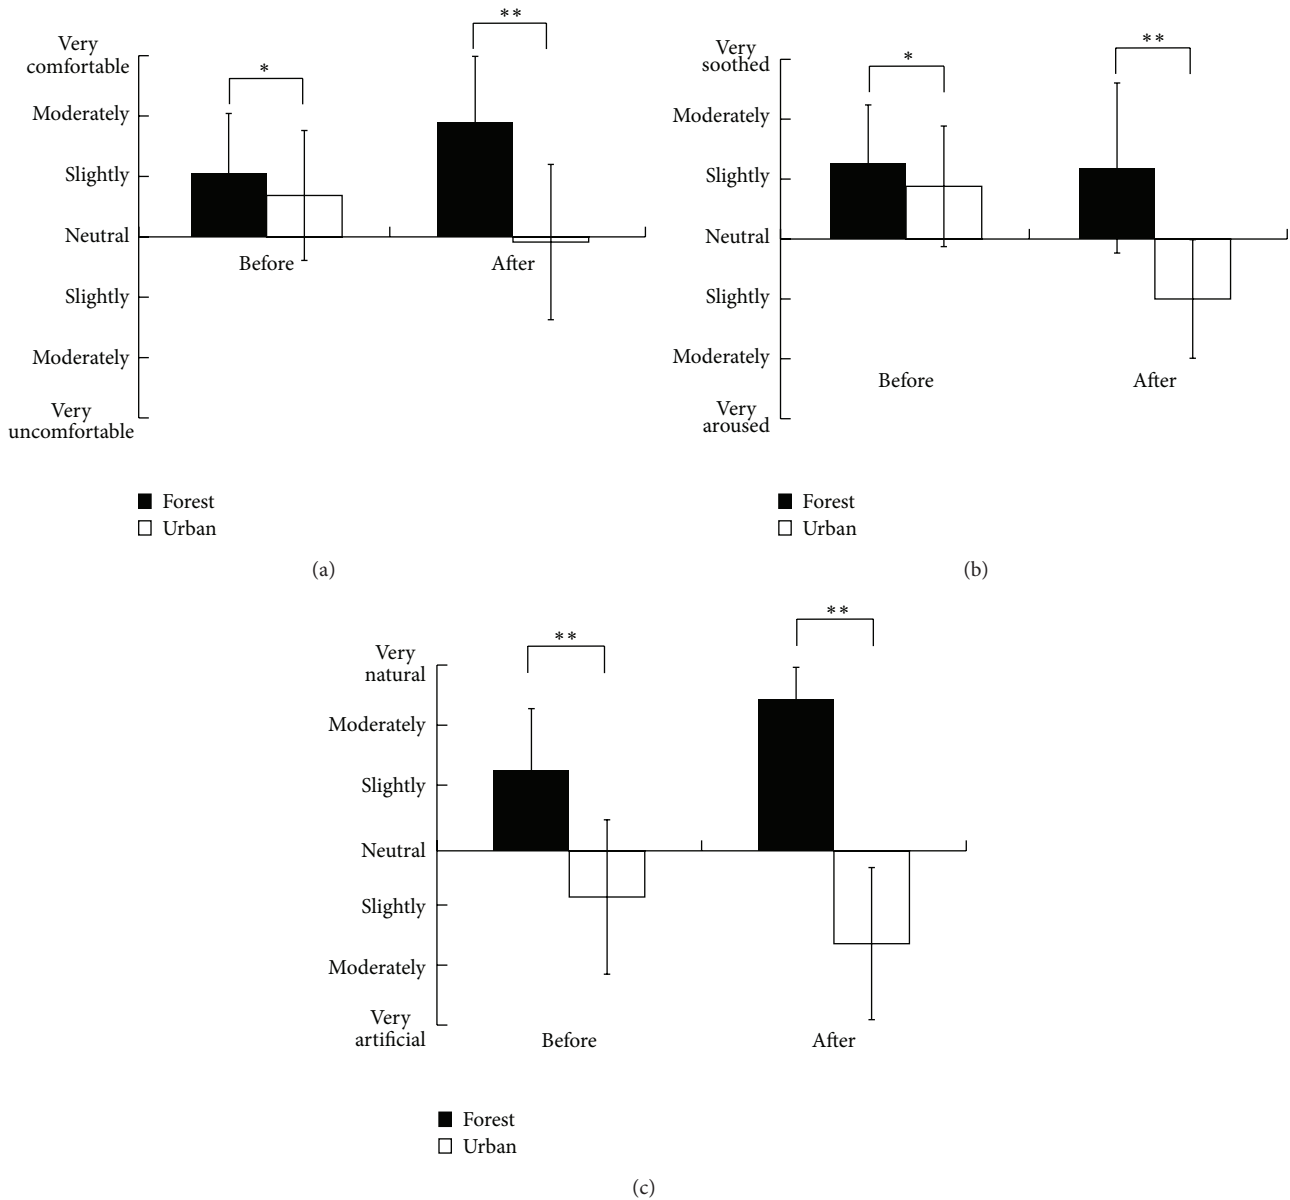 **
Very
comfortable
*
Moderately
Slightly
Neutral
Before
After
Slightly
Moderately
Very
uncomfortable
Forest
Urban
(a)
**
Very
soothed
*
Moderately
Slightly
Neutral
Slightly
Moderately
Before
After
Very
aroused
Forest
Urban
(b)
**
**
Very
natural
Moderately
Slightly
Neutral
Slightly
Moderately
Very
artificial
Before
After
Forest
Urban
(c)